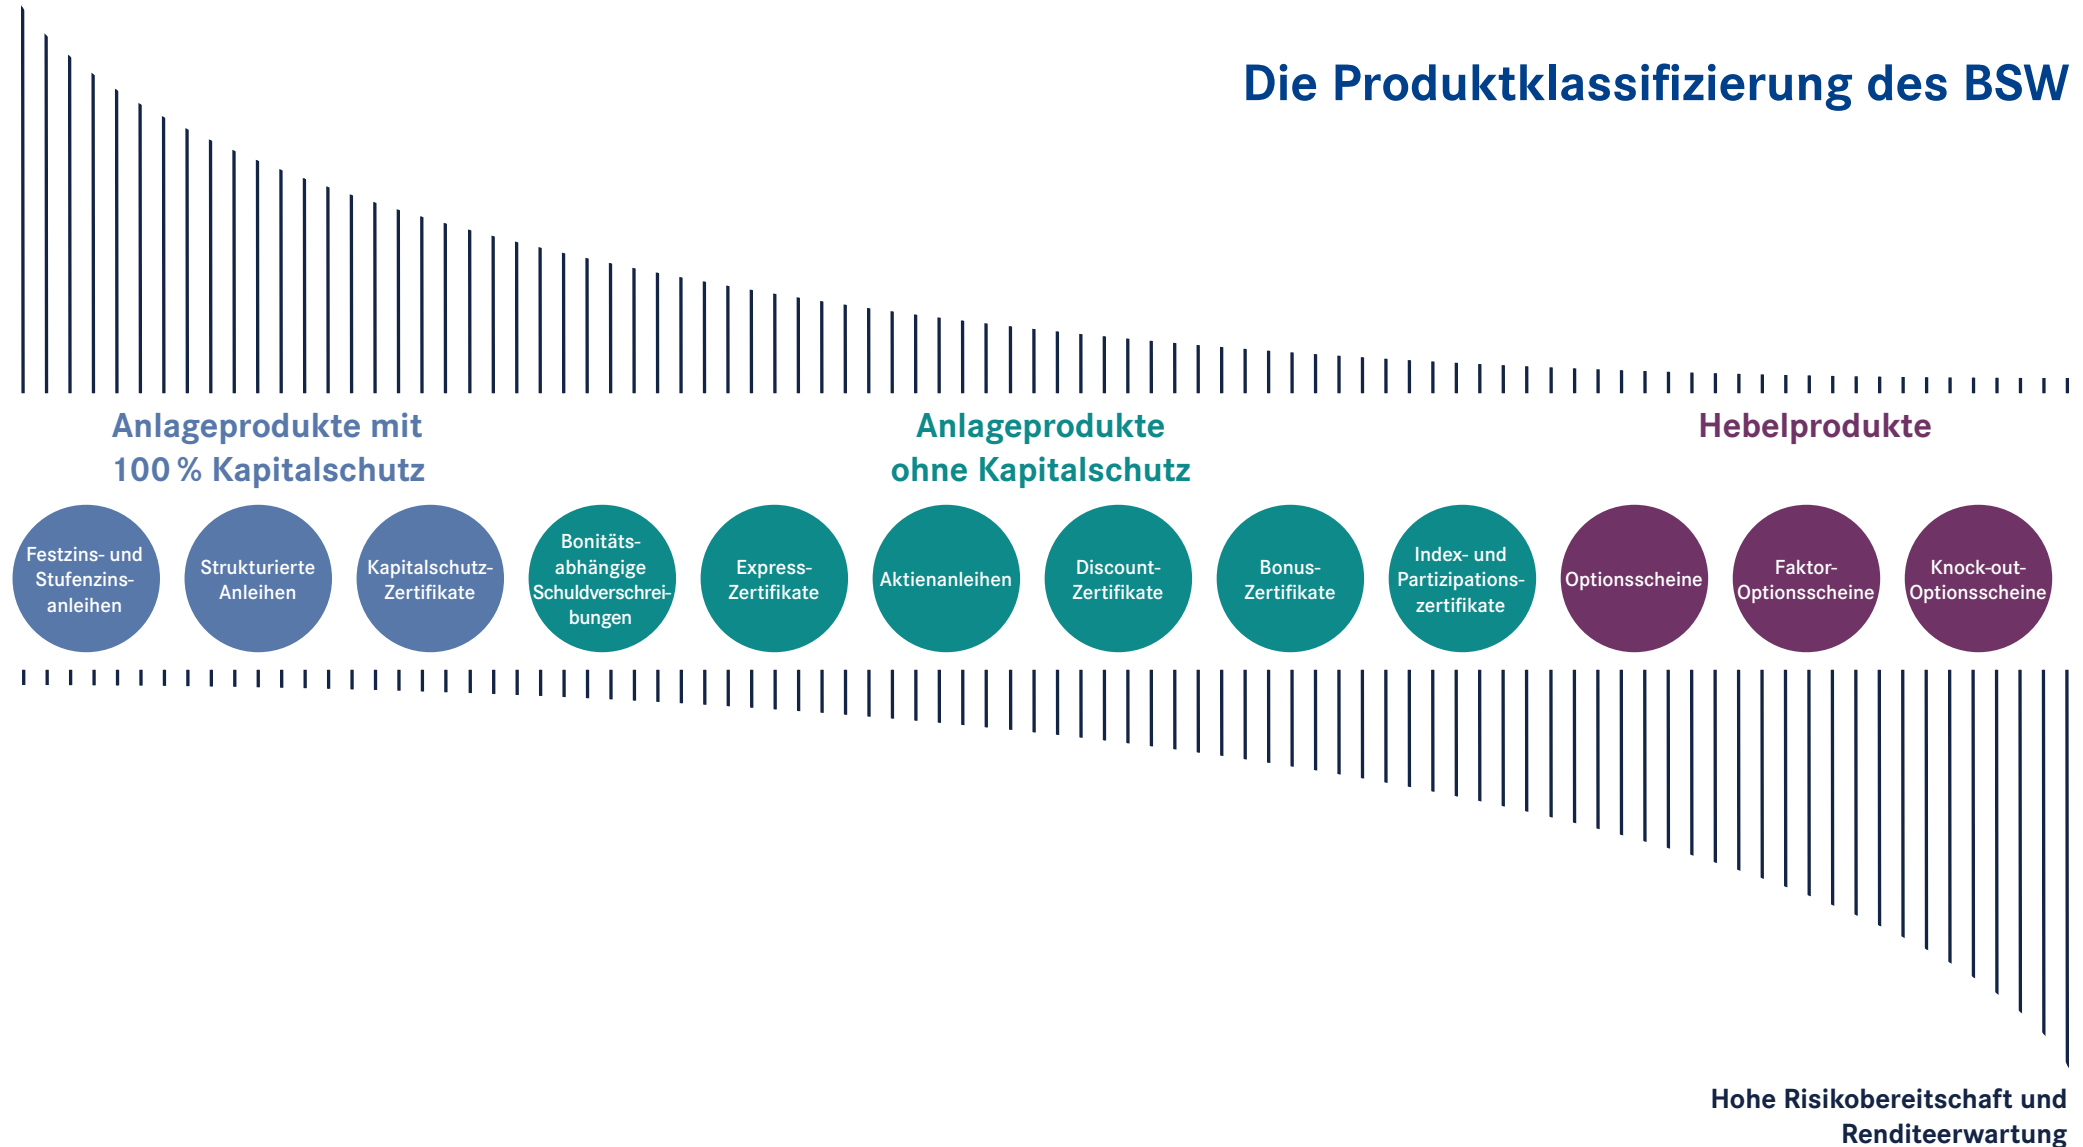 Die Produktklassifizierung des BSW
Anlageprodukte mit
100 % Kapitalschutz
Anlageprodukte
ohne Kapitalschutz
Hebelprodukte
Festzins- und
Stufenzins-
anleihen
Strukturierte
Anleihen
Kapitalschutz-
Zertifikate
Bonitäts-
abhängige
Schuldverschrei-
bungen
Express-
Zertifikate
Aktienanleihen
Discount-
Zertifikate
Bonus-
Zertifikate
Index- und
Partizipations-
zertifikate
Optionsscheine
Faktor-
Optionsscheine
Knock-out-
Optionsscheine
Hohe Risikobereitschaft und
Renditeerwartung